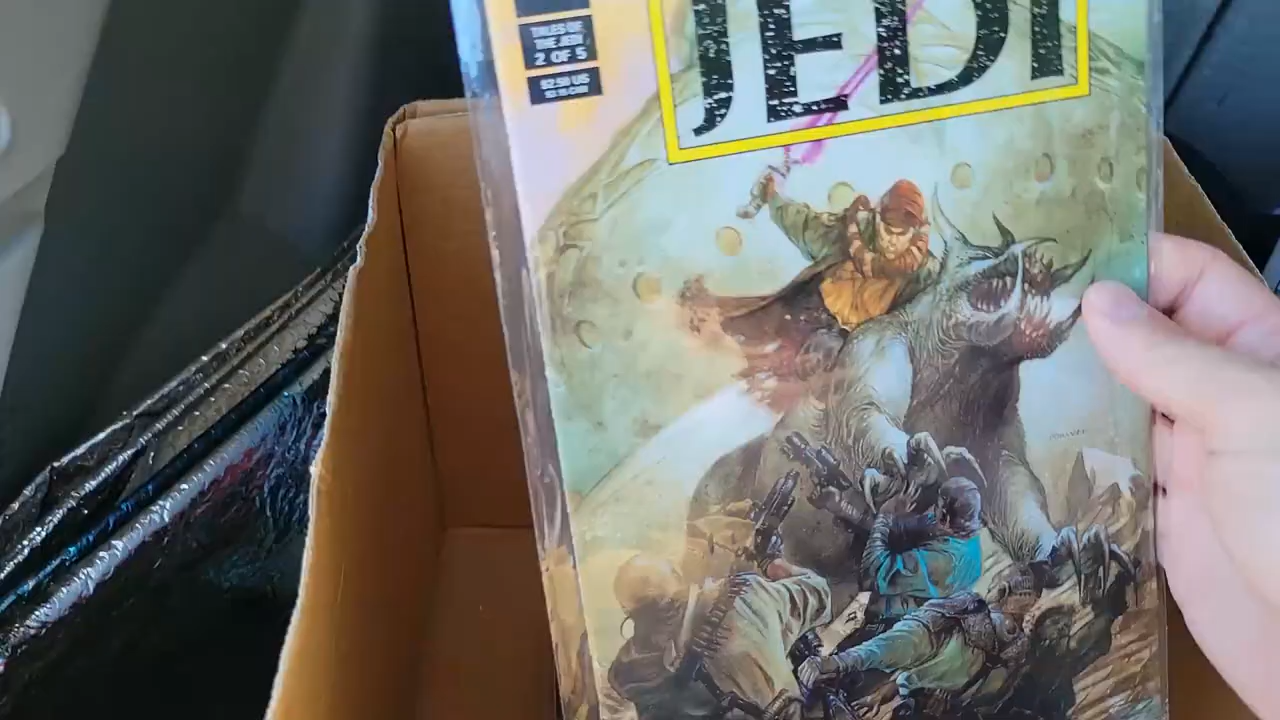 JEDI
TALES OF
THE JEDI
2 OF 5
$2.50 US